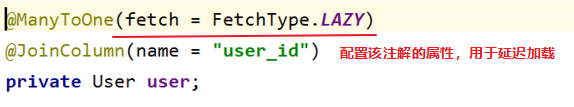 @ManyToOne(fetch = FetchType.LAZY)
@JoinColumn(name = "user_id") 配置该注解的属性，用于延迟加载
private User user;